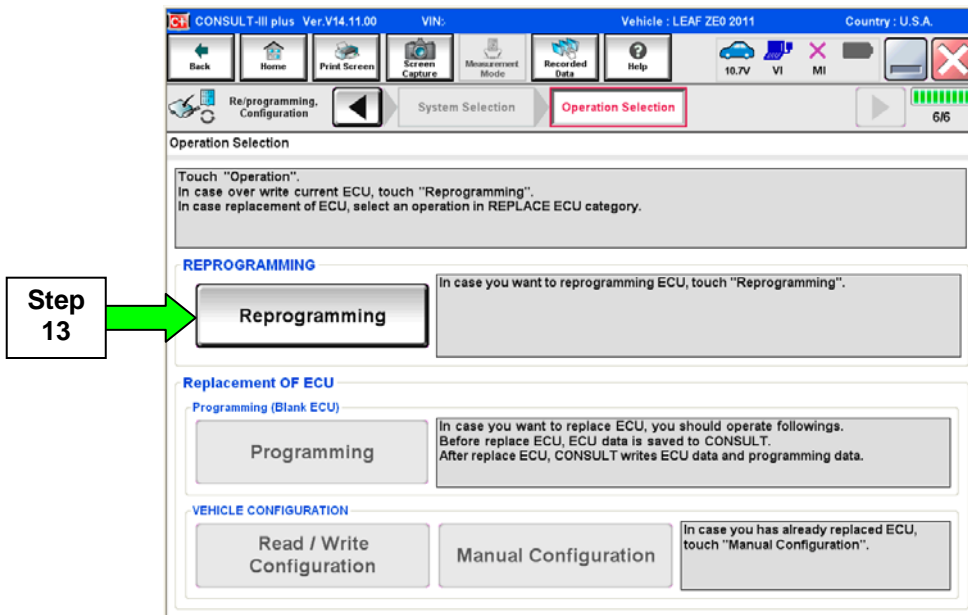 CONSULT-III plus Ver.V14.11.00 VIN: Vehicle : LEAF ZE0 2011 Country : U.S.A.
Back
Home
Print Screen
Screen
Capture
Measurement
Mode
Recorded
Data
Help
10.7V
VI
MI
Re/programming,
Configuration
System Selection
Operation Selection
6/6
Operation Selection
Touch "Operation".
In case over write current ECU, touch "Reprogramming".
In case replacement of ECU, select an operation in REPLACE ECU category.
REPROGRAMMING
Step
13
Reprogramming
In case you want to reprogramming ECU, touch "Reprogramming".
Replacement OF ECU
Programming (Blank ECU)
Programming
In case you want to replace ECU, you should operate followings.
Before replace ECU, ECU data is saved to CONSULT.
After replace ECU, CONSULT writes ECU data and programming data.
VEHICLE CONFIGURATION
Read / Write
Configuration
Manual Configuration
In case you has already replaced ECU,
touch "Manual Configuration".